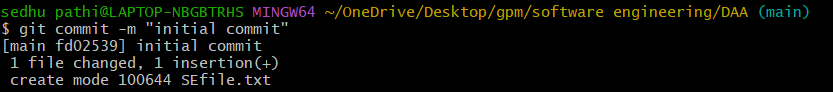 sedhu pathi@LAPTOP-NBGBTRHS MINGW64 ~/OneDrive/Desktop/gpm/software engineering/DAA (main)
$ git commit -m "initial commit"
[main fd02539] initial commit
 1 file changed, 1 insertion(+)
 create mode 100644 SEfile.txt